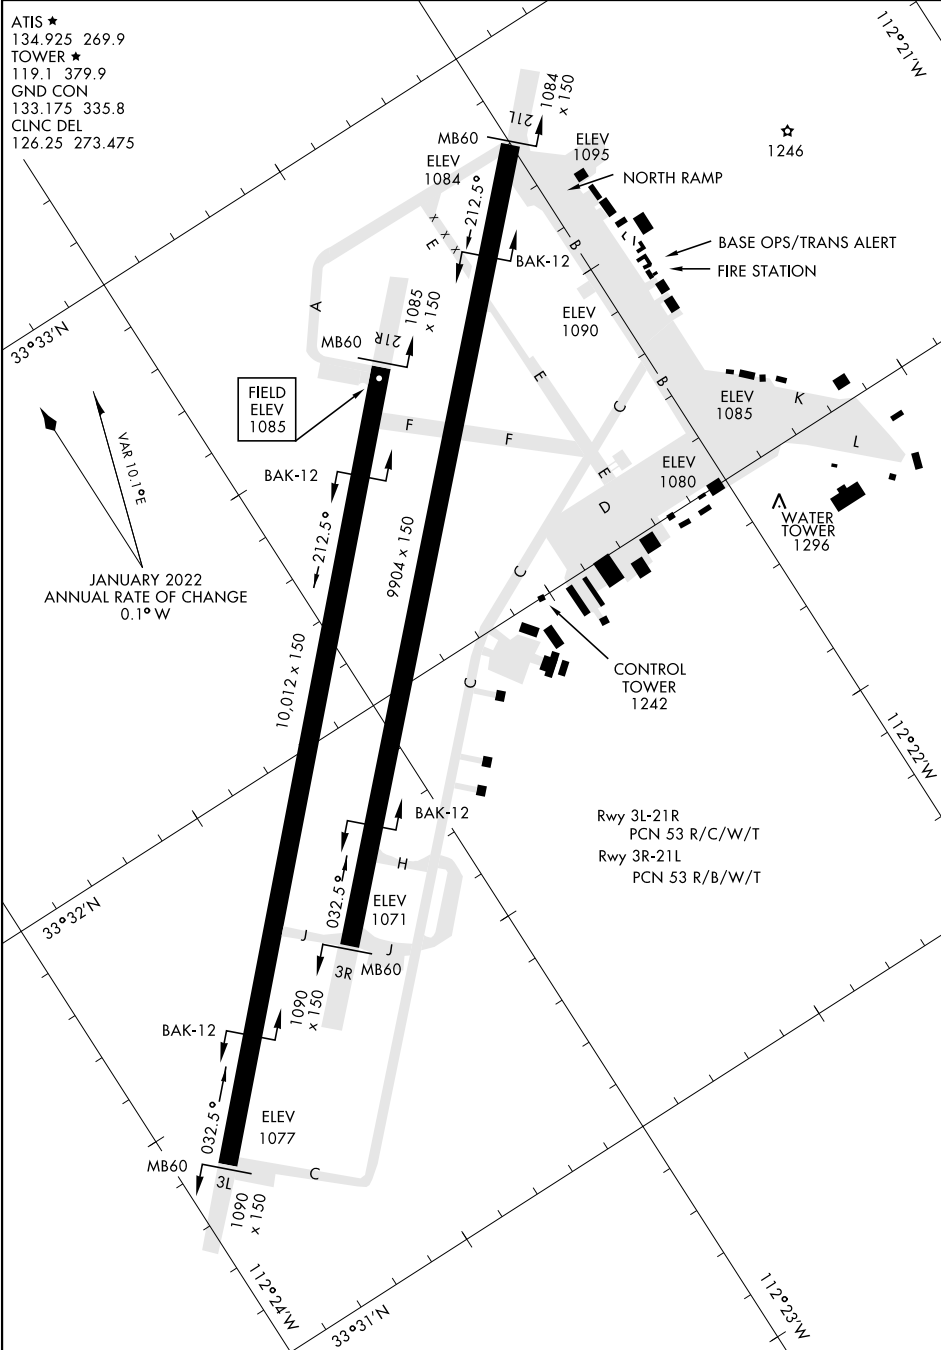 ATIS ★
134.925 269.9
TOWER ★
119.1 379.9
GND CON
133.175 335.8
CLNC DEL
126.25 273.475
112°21'W
1084
x 150
21L
MB60
ELEV
1084
ELEV
1095
1246
NORTH RAMP
212.5°
x x x x
E
B
BASE OPS/TRANS ALERT
BAK-12
FIRE STATION
A
1085
x 150
ELEV
1090
33°33'N
21R
MB60
FIELD
ELEV
1085
E
B
C
ELEV
1085
K
F
F
L
VAR 10.1°E
BAK-12
E
ELEV
1080
D
212.5°
WATER
TOWER
1296
9904 x 150
C
JANUARY 2022
ANNUAL RATE OF CHANGE
0.1° W
10,012 x 150
CONTROL
TOWER
1242
C
112°22'W
BAK-12
Rwy 3L-21R
PCN 53 R/C/W/T
Rwy 3R-21L
PCN 53 R/B/W/T
H
032.5°
ELEV
1071
33°32'N
J
J
3R
MB60
1090
x 150
BAK-12
032.5°
ELEV
1077
MB60
3L
C
1090
x 150
112°24'W
33°31'N
112°23'W